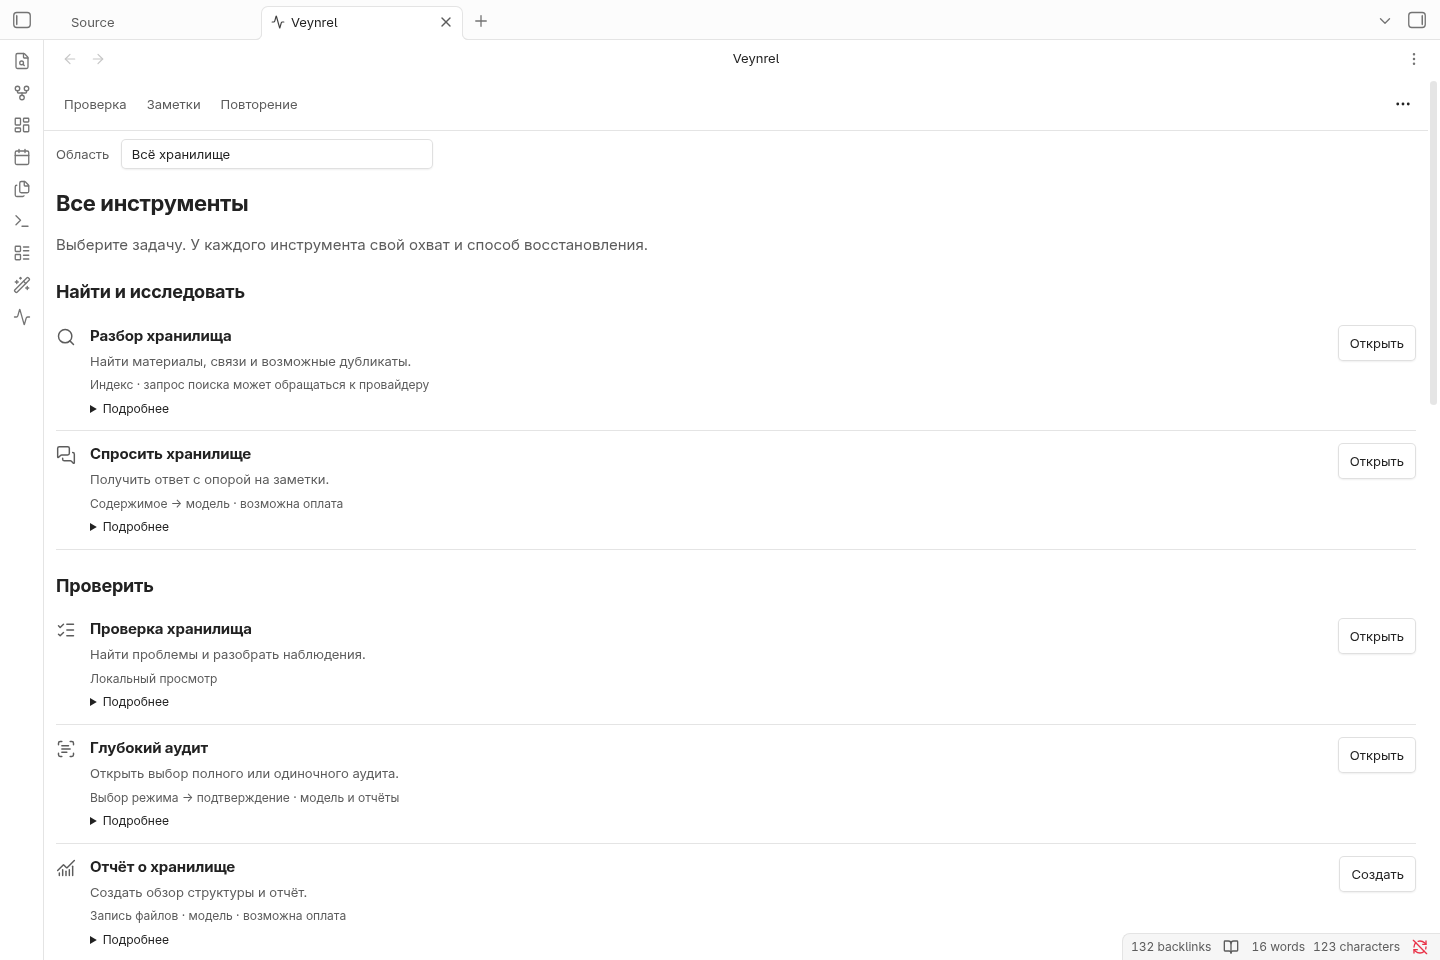 Source
Veynrel
Veynrel
Проверка Заметки Повторение
Область Всё хранилище
Все инструменты
Выберите задачу. У каждого инструмента свой охват и способ восстановления.
Найти и исследовать
Разбор хранилища
Открыть
Найти материалы, связи и возможные дубликаты.
Индекс · запрос поиска может обращаться к провайдеру
Подробнее
Спросить хранилище
Открыть
Получить ответ с опорой на заметки.
Содержимое → модель · возможна оплата
Подробнее
Проверить
Проверка хранилища
Открыть
Найти проблемы и разобрать наблюдения.
Локальный просмотр
Подробнее
Глубокий аудит
Открыть
Открыть выбор полного или одиночного аудита.
Выбор режима → подтверждение · модель и отчёты
Подробнее
Отчёт о хранилище
Создать
Создать обзор структуры и отчёт.
Запись файлов · модель · возможна оплата
Подробнее
132 backlinks 16 words 123 characters